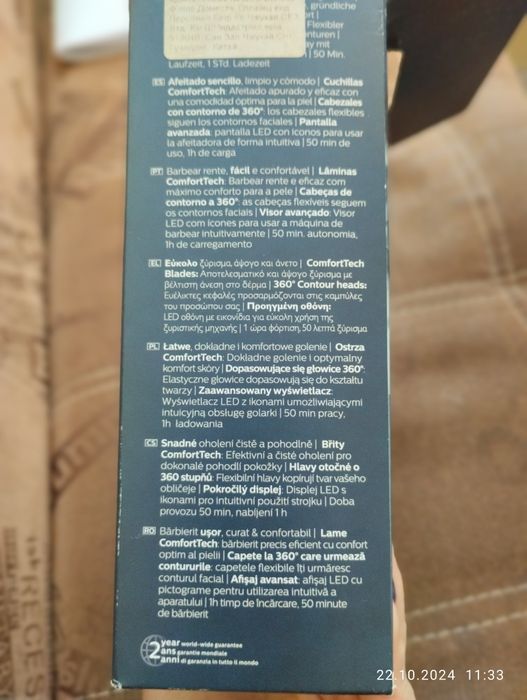 gründliche
Flexibler
mit
| 50 Min.
Laufzeit, 1 Std. Ladezeit
ES Afeitado sencillo, limpio y cómodo | Cuchillas
ComfortTech: Afeitado apurado y eficaz con
una comodidad óptima para la piel | Cabezales
con contorno de 360°: los cabezales flexibles
siguen los contornos faciales | Pantalla
avanzada: pantalla LED con iconos para usar
la afeitadora de forma intuitiva | 50 min de
uso, 1h de carga
PT Barbear rente, fácil e confortável | Lâminas
ComfortTech: Barbear rente e eficaz com
máximo conforto para a pele | Cabeças de
contorno a 360°: as cabeças flexíveis seguem
os contornos faciais | Visor avançado: Visor
LED com ícones para usar a máquina de
barbear intuitivamente | 50 min. autonomia,
1h de carregamento
EL Εύκολο ξύρισμα, άψογο και άνετο | ComfortTech
Blades: Αποτελεσματικό και άψογο ξύρισμα με
βέλτιστη άνεση στο δέρμα | 360° Contour heads:
Ευέλικτες κεφαλές προσαρμόζονται στις καμπύλες
του προσώπου σας | Προηγμένη οθόνη:
LED οθόνη με εικονίδια για εύκολη χρήση της
ξυριστικής μηχανής | 1 ώρα φόρτιση, 50 λεπτά ξύρισμα
PL Łatwe, dokładne i komfortowe golenie | Ostrza
ComfortTech: Dokładne golenie i optymalny
komfort skóry | Dopasowujące się głowice 360°:
Elastyczne głowice dopasowują się do kształtu
twarzy | Zaawansowany wyświetlacz:
Wyświetlacz LED z ikonami umożliwiającymi
intuicyjną obsługę golarki | 50 min pracy,
1h ładowania
CS Snadné oholení čistě a pohodlně | Břity
ComfortTech: Efektivní a čisté oholení pro
dokonalé pohodlí pokožky | Hlavy otočné o
360 stupňů: Flexibilní hlavy kopírují tvar vašeho
obličeje | Pokročilý displej: Displej LED s
ikonami pro intuitivní použití strojku | Doba
provozu 50 min, nabíjení 1 h
RO Bărbierit uşor, curat & confortabil | Lame
ComfortTech: bărbierit precis eficient cu confort
optim al pielii | Capete la 360° care urmează
contururile: capetele flexibile îţi urmăresc
conturul facial | Afişaj avansat: afişaj LED cu
pictograme pentru utilizarea intuitivă a
aparatului | 1h timp de încărcare, 50 minute
de bărbierit
2 year world-wide guarantee
ans garantie mondiale
anni di garanzia in tutto il mondo
22.10.2024 11:33